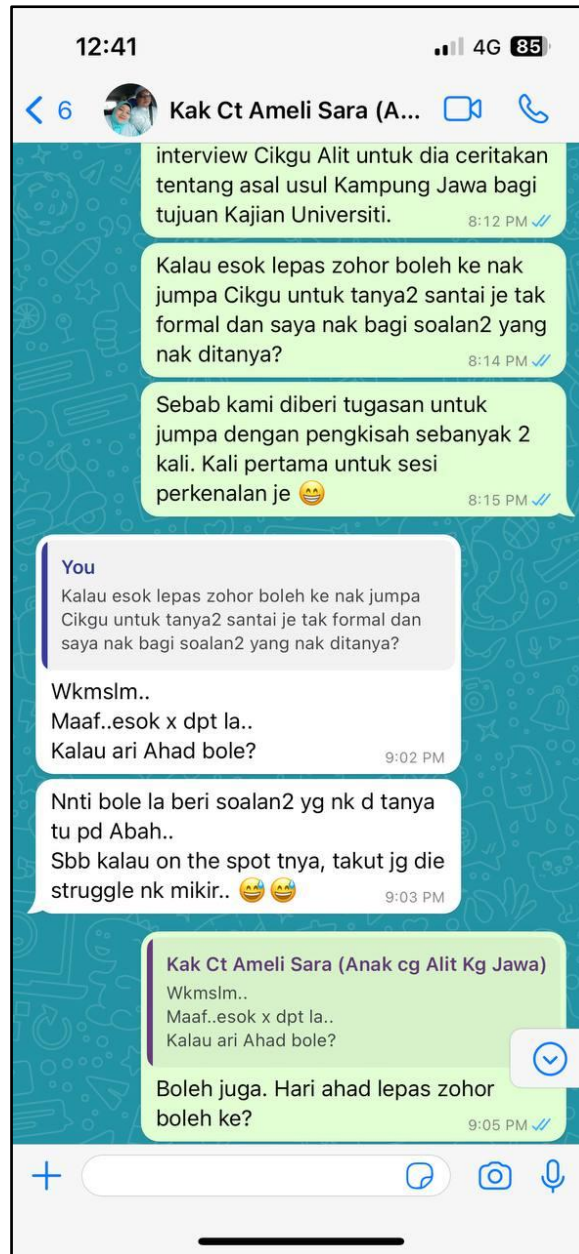 12:41
4G 85
6 Kak Ct Ameli Sara (A...
interview Cikgu Alit untuk dia ceritakan
tentang asal usul Kampung Jawa bagi
tujuan Kajian Universiti.
8:12 PM
Kalau esok lepas zohor boleh ke nak
jumpa Cikgu untuk tanya2 santai je tak
formal dan saya nak bagi soalan2 yang
nak ditanya?
8:14 PM
Sebab kami diberi tugasan untuk
jumpa dengan pengkisah sebanyak 2
kali. Kali pertama untuk sesi
perkenalan je 😁
8:15 PM
You
Kalau esok lepas zohor boleh ke nak jumpa
Cikgu untuk tanya2 santai je tak formal dan
saya nak bagi soalan2 yang nak ditanya?
Wkmslm..
Maaf..esok x dpt la..
Kalau ari Ahad bole?
9:02 PM
Nnti bole la beri soalan2 yg nk d tanya
tu pd Abah..
Sbb kalau on the spot tnya, takut jg die
struggle nk mikir.. 😅😅
9:03 PM
Kak Ct Ameli Sara (Anak cg Alit Kg Jawa)
Wkmslm..
Maaf..esok x dpt la..
Kalau ari Ahad bole?
Boleh juga. Hari ahad lepas zohor
boleh ke?
9:05 PM